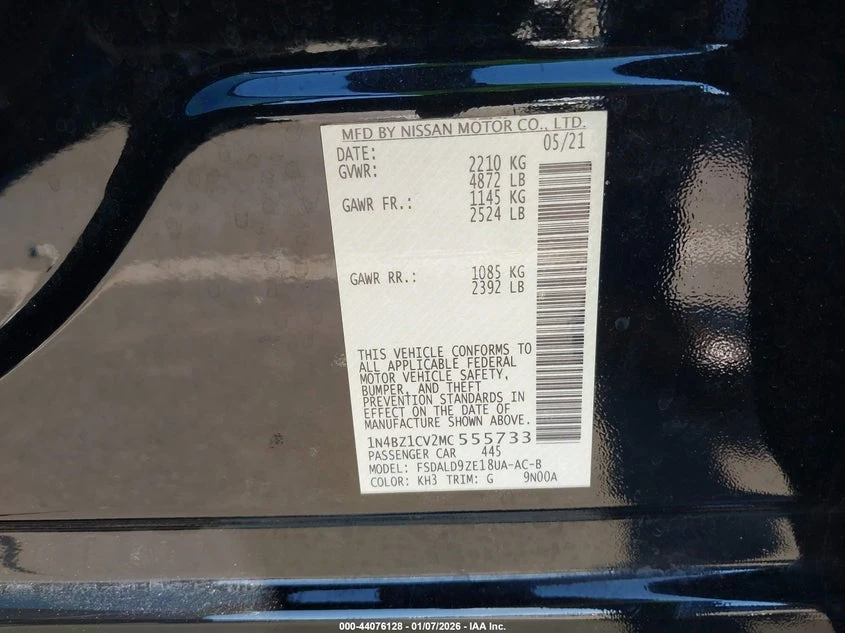 MFD BY NISSAN MOTOR CO., LTD.
DATE: 05/21
GVWR: 2210 KG
4872 LB
GAWR FR.: 1145 KG
2524 LB
GAWR RR.: 1085 KG
2392 LB
THIS VEHICLE CONFORMS TO
ALL APPLICABLE FEDERAL
MOTOR VEHICLE SAFETY,
BUMPER, AND THEFT
PREVENTION STANDARDS IN
EFFECT ON THE DATE OF
MANUFACTURE SHOWN ABOVE.
1N4BZ1CV2MC 555733
PASSENGER CAR 445
MODEL: FSDALD9ZE18UA-AC-B
COLOR: KH3 TRIM: G 9N00A
000-44076128 - 01/07/2026 - IAA Inc.